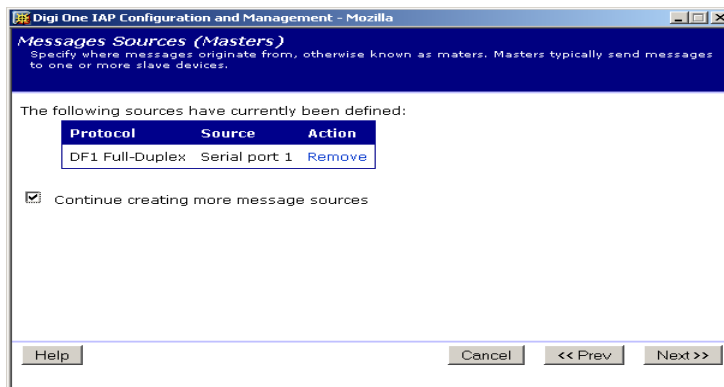 Digi One IAP Configuration and Management - Mozilla
Messages Sources (Masters)
Specify where messages originate from, otherwise known as maters. Masters typically send messages
to one or more slave devices.
The following sources have currently been defined:
Protocol Source Action
DF1 Full-Duplex Serial port 1 Remove
Continue creating more message sources
Help Cancel << Prev Next >>